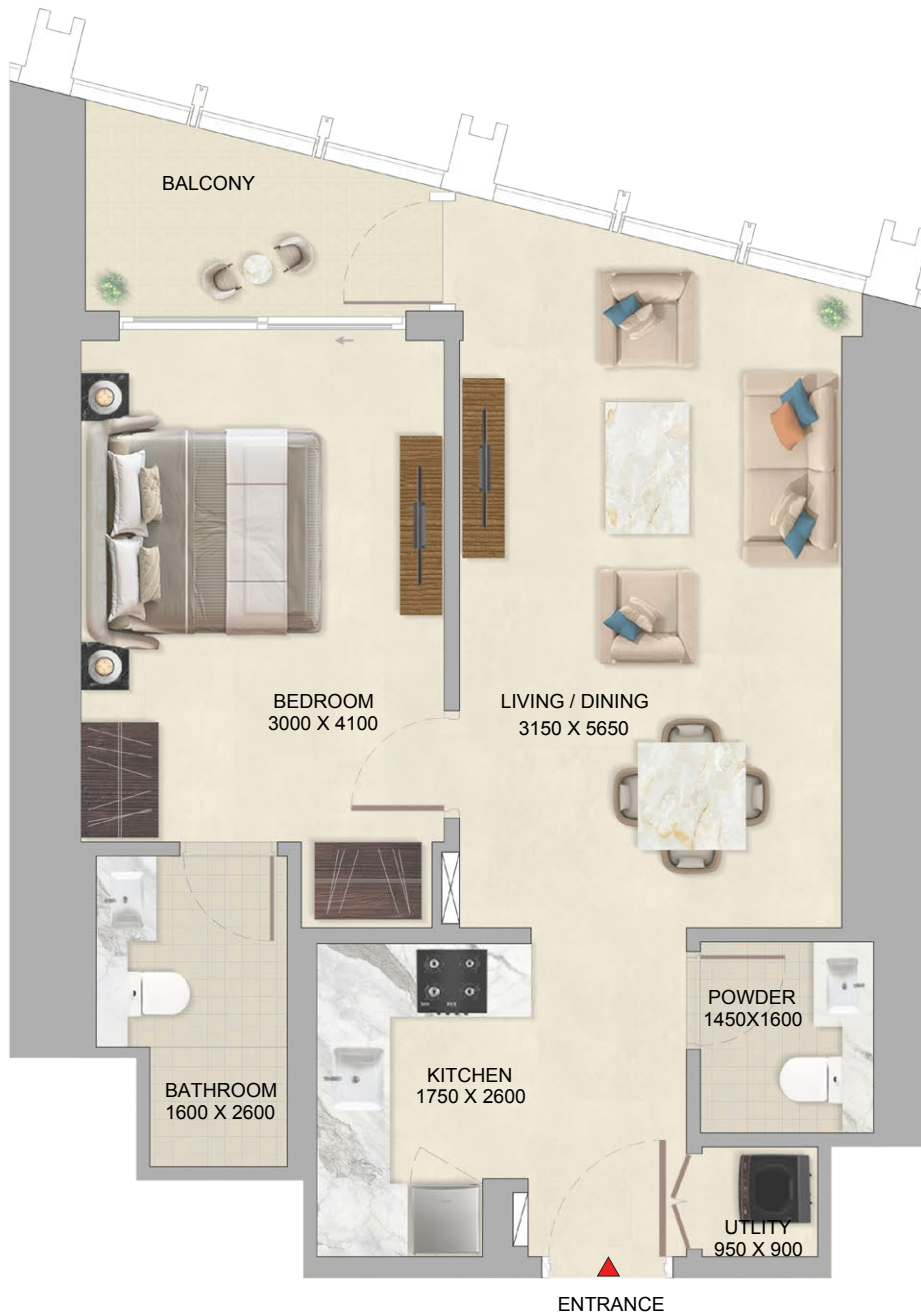 BALCONY
BEDROOM
3000 X 4100
LIVING / DINING
3150 X 5650
POWDER
1450X1600
KITCHEN
1750 X 2600
BATHROOM
1600 X 2600
UTLITY
950 X 900
ENTRANCE